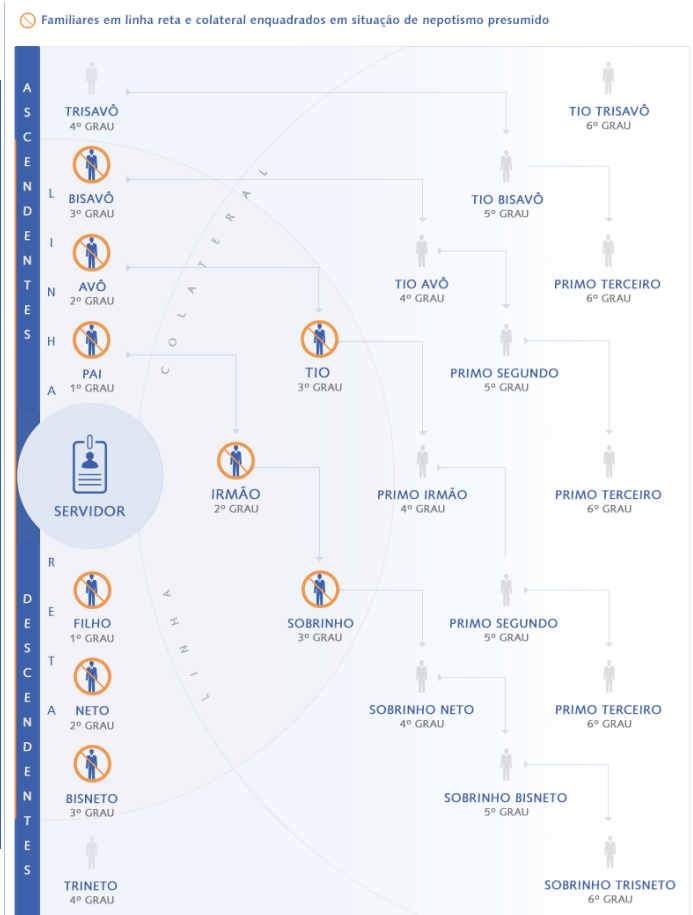 Familiares em linha reta e colateral enquadrados em situação de nepotismo presumido
ASCENDENTES
LINHA RETA
LINHA COLATERAL
TRISAVÔ
4º GRAU
TIO TRISAVÔ
6º GRAU
BISAVÔ
3º GRAU
TIO BISAVÔ
5º GRAU
AVÔ
2º GRAU
TIO AVÔ
4º GRAU
PRIMO TERCEIRO
6º GRAU
PAI
1º GRAU
TIO
3º GRAU
PRIMO SEGUNDO
5º GRAU
SERVIDOR
IRMÃO
2º GRAU
PRIMO IRMÃO
4º GRAU
PRIMO TERCEIRO
6º GRAU
DESCENDENTES
FILHO
1º GRAU
SOBRINHO
3º GRAU
PRIMO SEGUNDO
5º GRAU
NETO
2º GRAU
SOBRINHO NETO
4º GRAU
PRIMO TERCEIRO
6º GRAU
BISNETO
3º GRAU
SOBRINHO BISNETO
5º GRAU
TRINETO
4º GRAU
SOBRINHO TRISNETO
6º GRAU